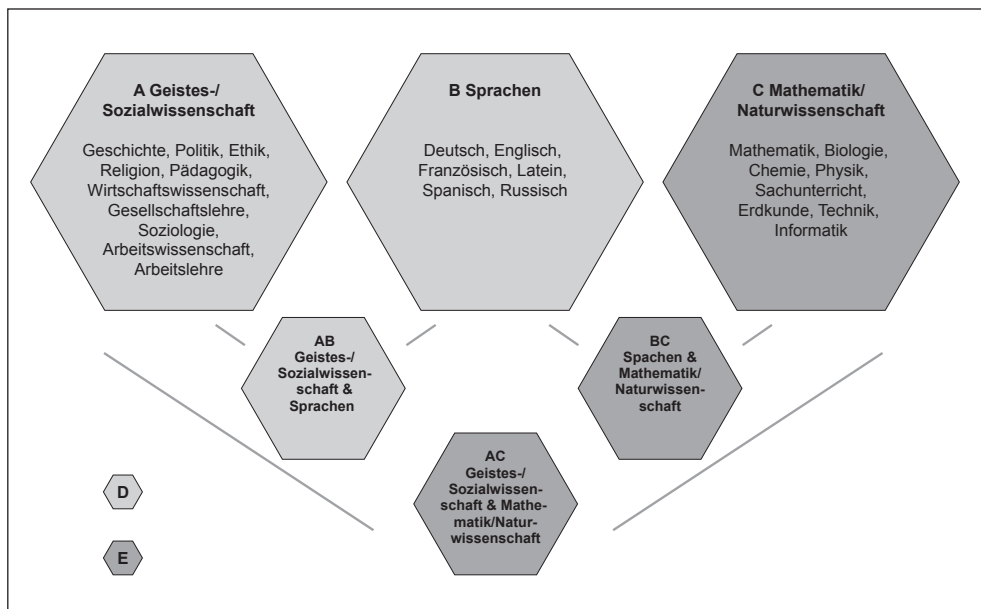 A Geistes-/
Sozialwissenschaft
Geschichte, Politik, Ethik,
Religion, Pädagogik,
Wirtschaftswissenschaft,
Gesellschaftslehre,
Soziologie,
Arbeitswissenschaft,
Arbeitslehre
B Sprachen
Deutsch, Englisch,
Französisch, Latein,
Spanisch, Russisch
C Mathematik/
Naturwissenschaft
Mathematik, Biologie,
Chemie, Physik,
Sachunterricht,
Erdkunde, Technik,
Informatik
AB
Geistes-/
Sozialwissen-
schaft &
Sprachen
BC
Spachen &
Mathematik/
Naturwissen-
schaft
AC
Geistes-/
Sozialwissen-
schaft & Mathe-
matik/Natur-
wissenschaft
D
E